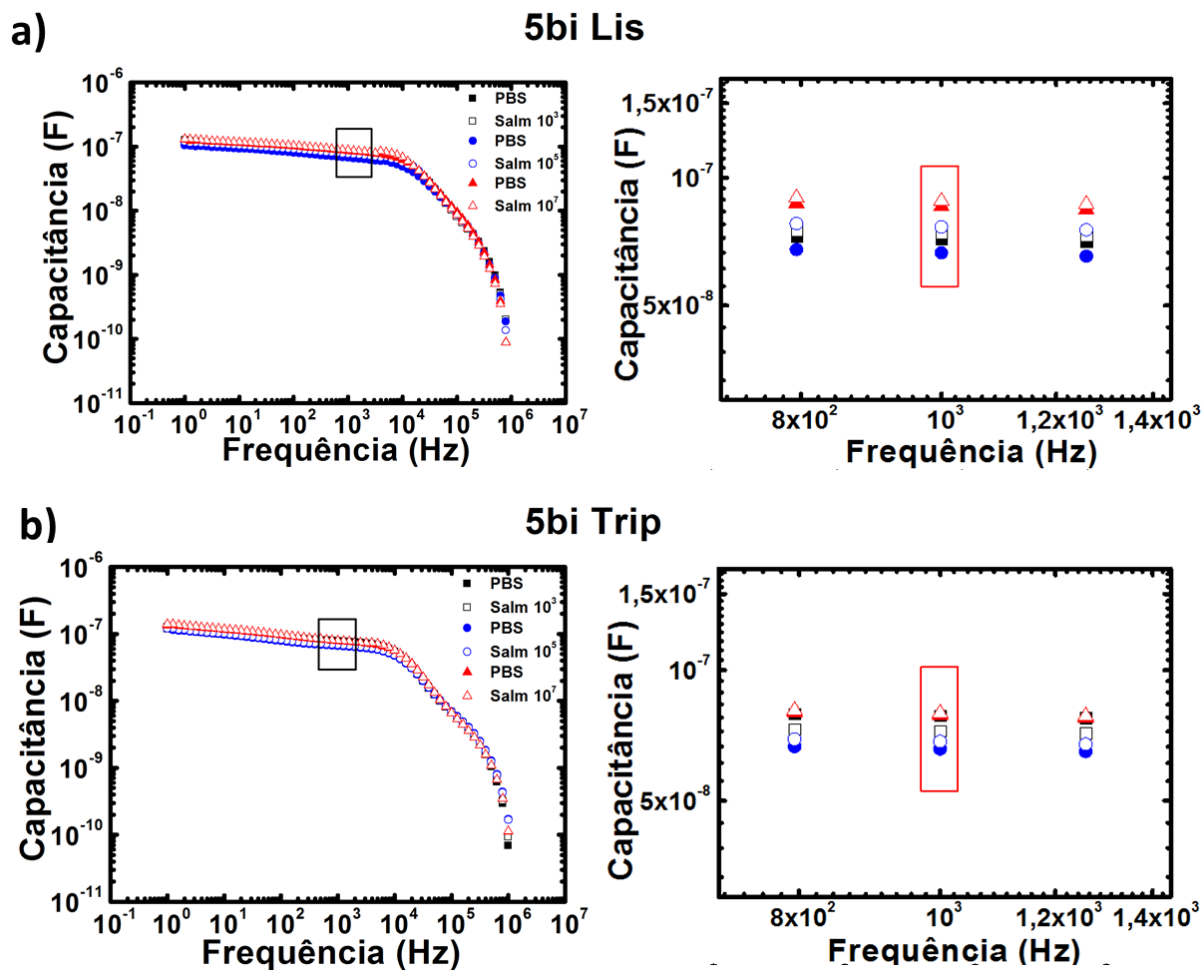 a)
5bi Lis
Capacitância (F)
10⁻⁶
10⁻⁷
10⁻⁸
10⁻⁹
10⁻¹⁰
10⁻¹¹
PBS
Salm 10³
PBS
Salm 10⁵
PBS
Salm 10⁷
10⁻¹ 10⁰ 10¹ 10² 10³ 10⁴ 10⁵ 10⁶ 10⁷
Frequência (Hz)
Capacitância (F)
1,5x10⁻⁷
10⁻⁷
5x10⁻⁸
8x10² 10³ 1,2x10³ 1,4x10³
Frequência (Hz)
b)
5bi Trip
Capacitância (F)
10⁻⁶
10⁻⁷
10⁻⁸
10⁻⁹
10⁻¹⁰
10⁻¹¹
PBS
Salm 10³
PBS
Salm 10⁵
PBS
Salm 10⁷
10⁻¹ 10⁰ 10¹ 10² 10³ 10⁴ 10⁵ 10⁶ 10⁷
Frequência (Hz)
Capacitância (F)
1,5x10⁻⁷
10⁻⁷
5x10⁻⁸
8x10² 10³ 1,2x10³ 1,4x10³
Frequência (Hz)